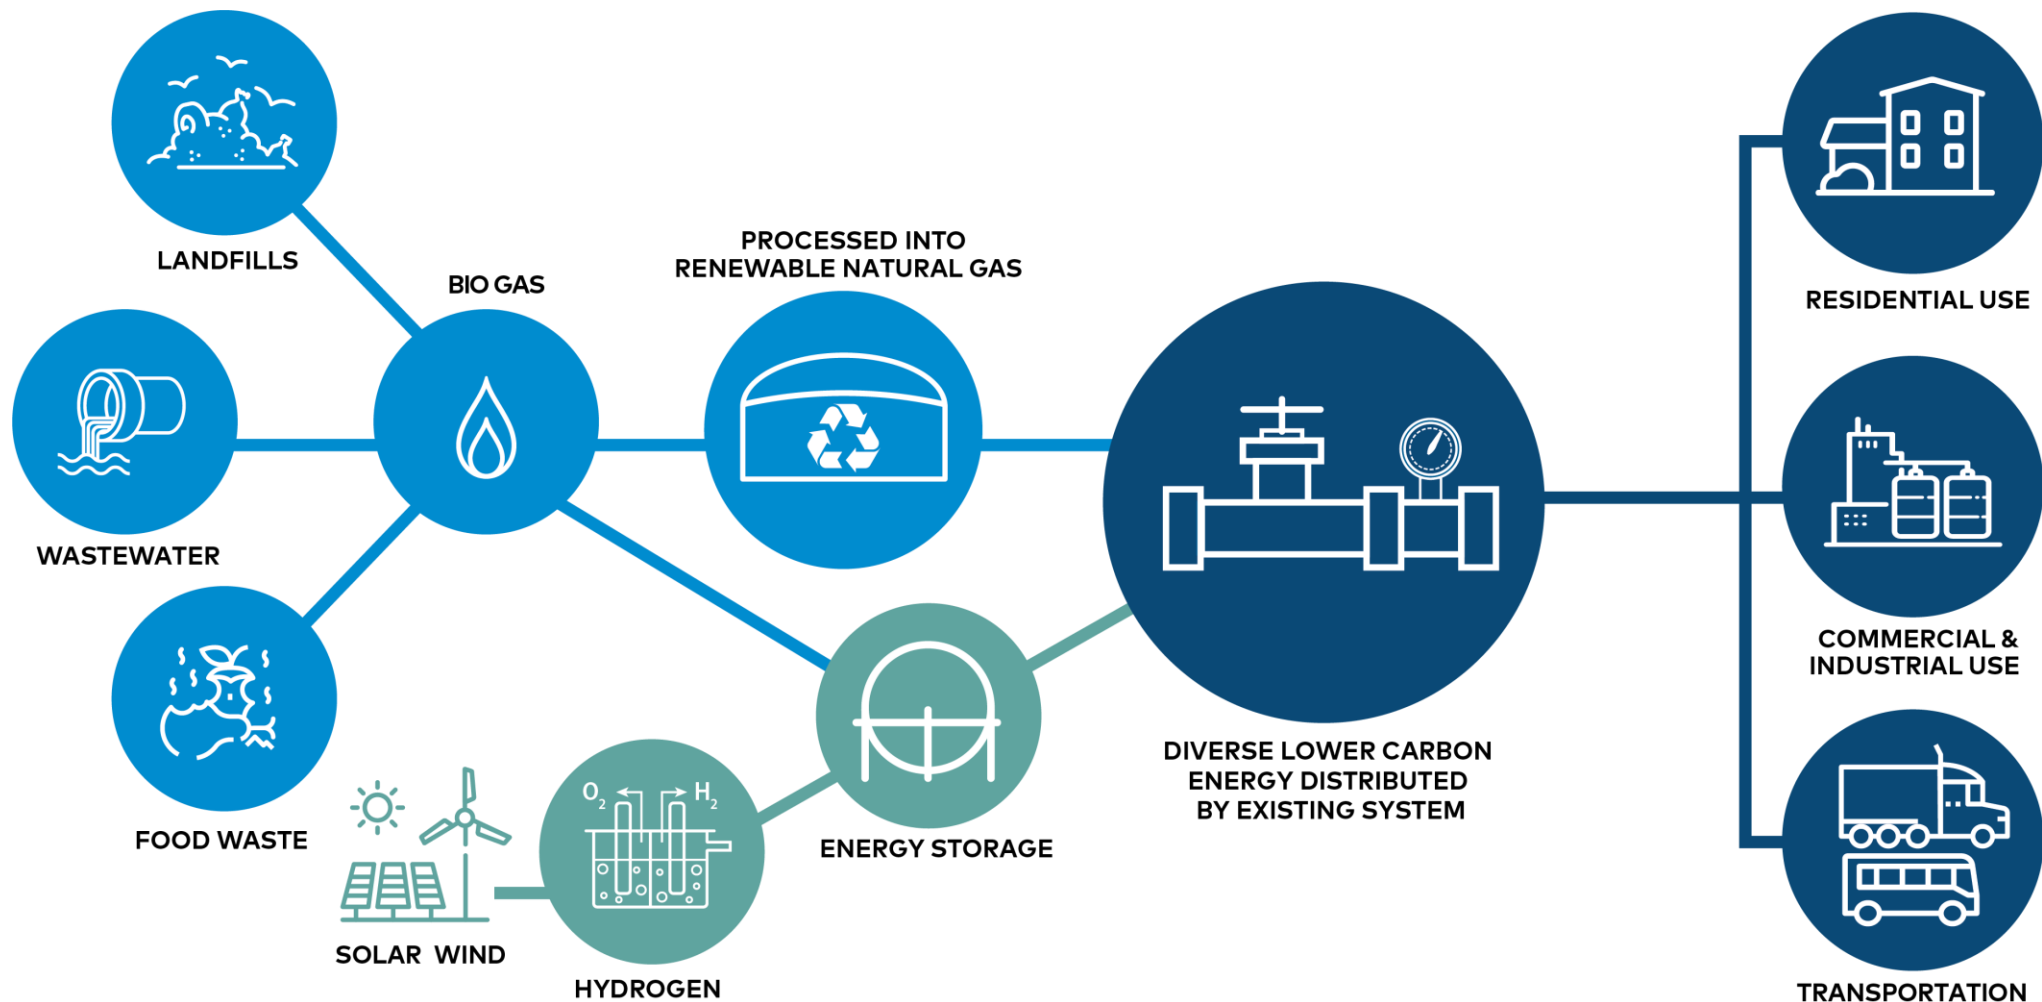 LANDFILLS
WASTEWATER
FOOD WASTE
BIO GAS
PROCESSED INTO
RENEWABLE NATURAL GAS
SOLAR WIND
O₂ H₂
HYDROGEN
ENERGY STORAGE
DIVERSE LOWER CARBON
ENERGY DISTRIBUTED
BY EXISTING SYSTEM
RESIDENTIAL USE
COMMERCIAL &
INDUSTRIAL USE
TRANSPORTATION